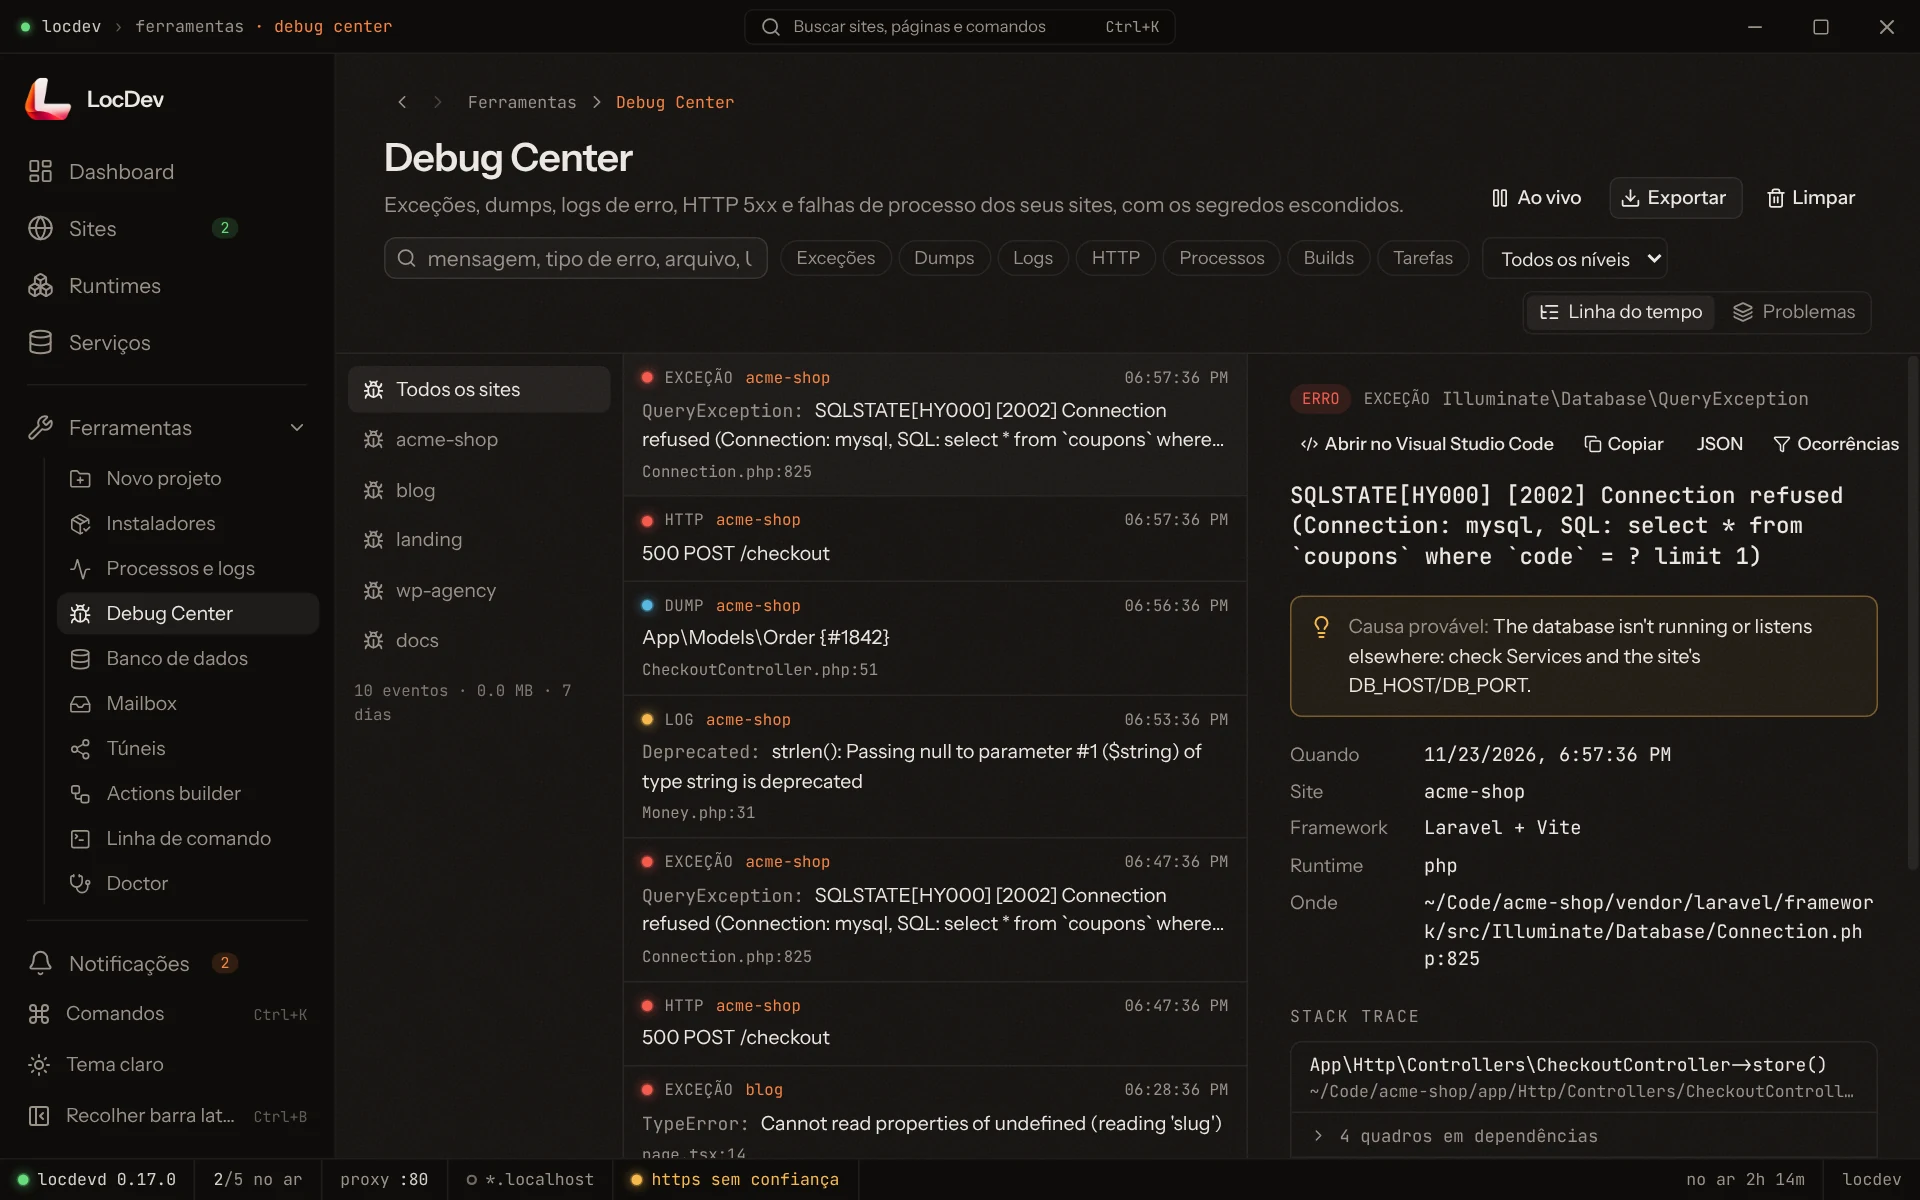 locdev › ferramentas · debug center
Buscar sites, páginas e comandos Ctrl+K
LocDev
Dashboard
Sites 2
Runtimes
Serviços
Ferramentas
Novo projeto
Instaladores
Processos e logs
Debug Center
Banco de dados
Mailbox
Túneis
Actions builder
Linha de comando
Doctor
Notificações 2
Comandos Ctrl+K
Tema claro
Recolher barra lat... Ctrl+B
Ferramentas > Debug Center
Debug Center
Exceções, dumps, logs de erro, HTTP 5xx e falhas de processo dos seus sites, com os segredos escondidos.
Ao vivo Exportar Limpar
mensagem, tipo de erro, arquivo, U
Exceções Dumps Logs HTTP Processos Builds Tarefas Todos os níveis
Linha do tempo Problemas
Todos os sites
acme-shop
blog
landing
wp-agency
docs
10 eventos · 0.0 MB · 7
dias
EXCEÇÃO acme-shop 06:57:36 PM
QueryException: SQLSTATE[HY000] [2002] Connection
refused (Connection: mysql, SQL: select * from `coupons` where...
Connection.php:825
HTTP acme-shop 06:57:36 PM
500 POST /checkout
DUMP acme-shop 06:56:36 PM
App\Models\Order {#1842}
CheckoutController.php:51
LOG acme-shop 06:53:36 PM
Deprecated: strlen(): Passing null to parameter #1 ($string) of
type string is deprecated
Money.php:31
EXCEÇÃO acme-shop 06:47:36 PM
QueryException: SQLSTATE[HY000] [2002] Connection
refused (Connection: mysql, SQL: select * from `coupons` where...
Connection.php:825
HTTP acme-shop 06:47:36 PM
500 POST /checkout
EXCEÇÃO blog 06:28:36 PM
TypeError: Cannot read properties of undefined (reading 'slug')
page.tsx:14
ERRO EXCEÇÃO Illuminate\Database\QueryException
Abrir no Visual Studio Code Copiar JSON Ocorrências
SQLSTATE[HY000] [2002] Connection refused
(Connection: mysql, SQL: select * from
`coupons` where `code` = ? limit 1)
Causa provável: The database isn't running or listens
elsewhere: check Services and the site's
DB_HOST/DB_PORT.
Quando 11/23/2026, 6:57:36 PM
Site acme-shop
Framework Laravel + Vite
Runtime php
Onde ~/Code/acme-shop/vendor/laravel/framewor
k/src/Illuminate/Database/Connection.ph
p:825
STACK TRACE
App\Http\Controllers\CheckoutController->store()
~/Code/acme-shop/app/Http/Controllers/CheckoutControll...
4 quadros em dependências
locdevd 0.17.0 2/5 no ar proxy :80 *.localhost https sem confiança no ar 2h 14m locdev